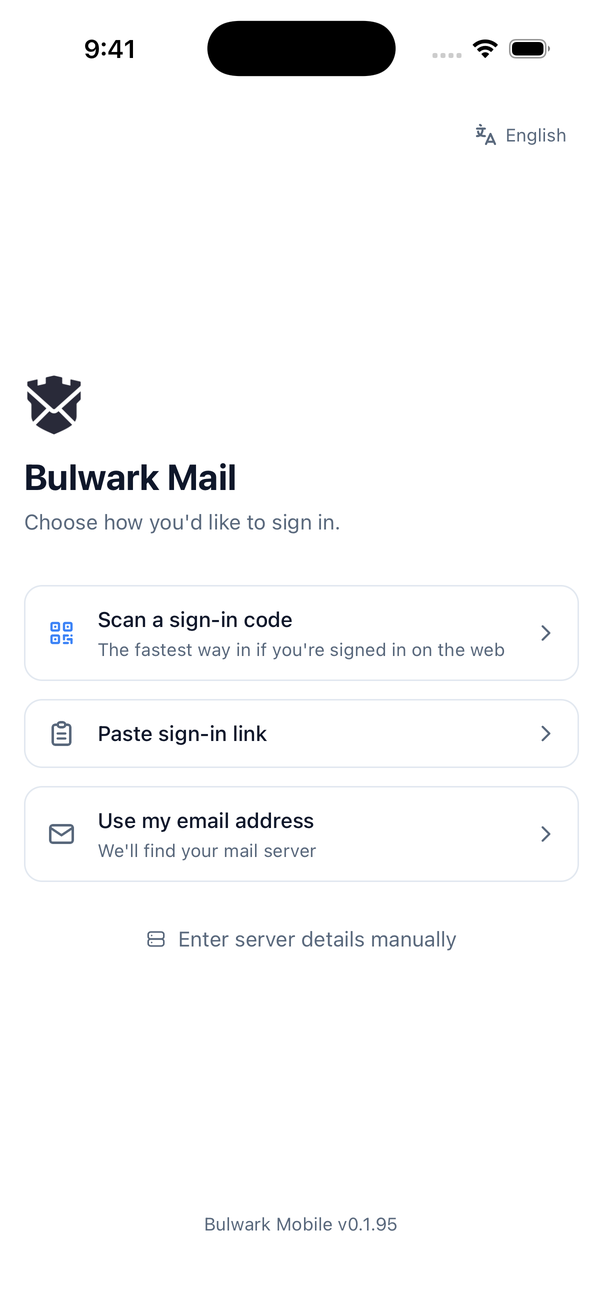 9:41
English
Bulwark Mail
Choose how you'd like to sign in.
Scan a sign-in code
The fastest way in if you're signed in on the web
Paste sign-in link
Use my email address
We'll find your mail server
Enter server details manually
Bulwark Mobile v0.1.95